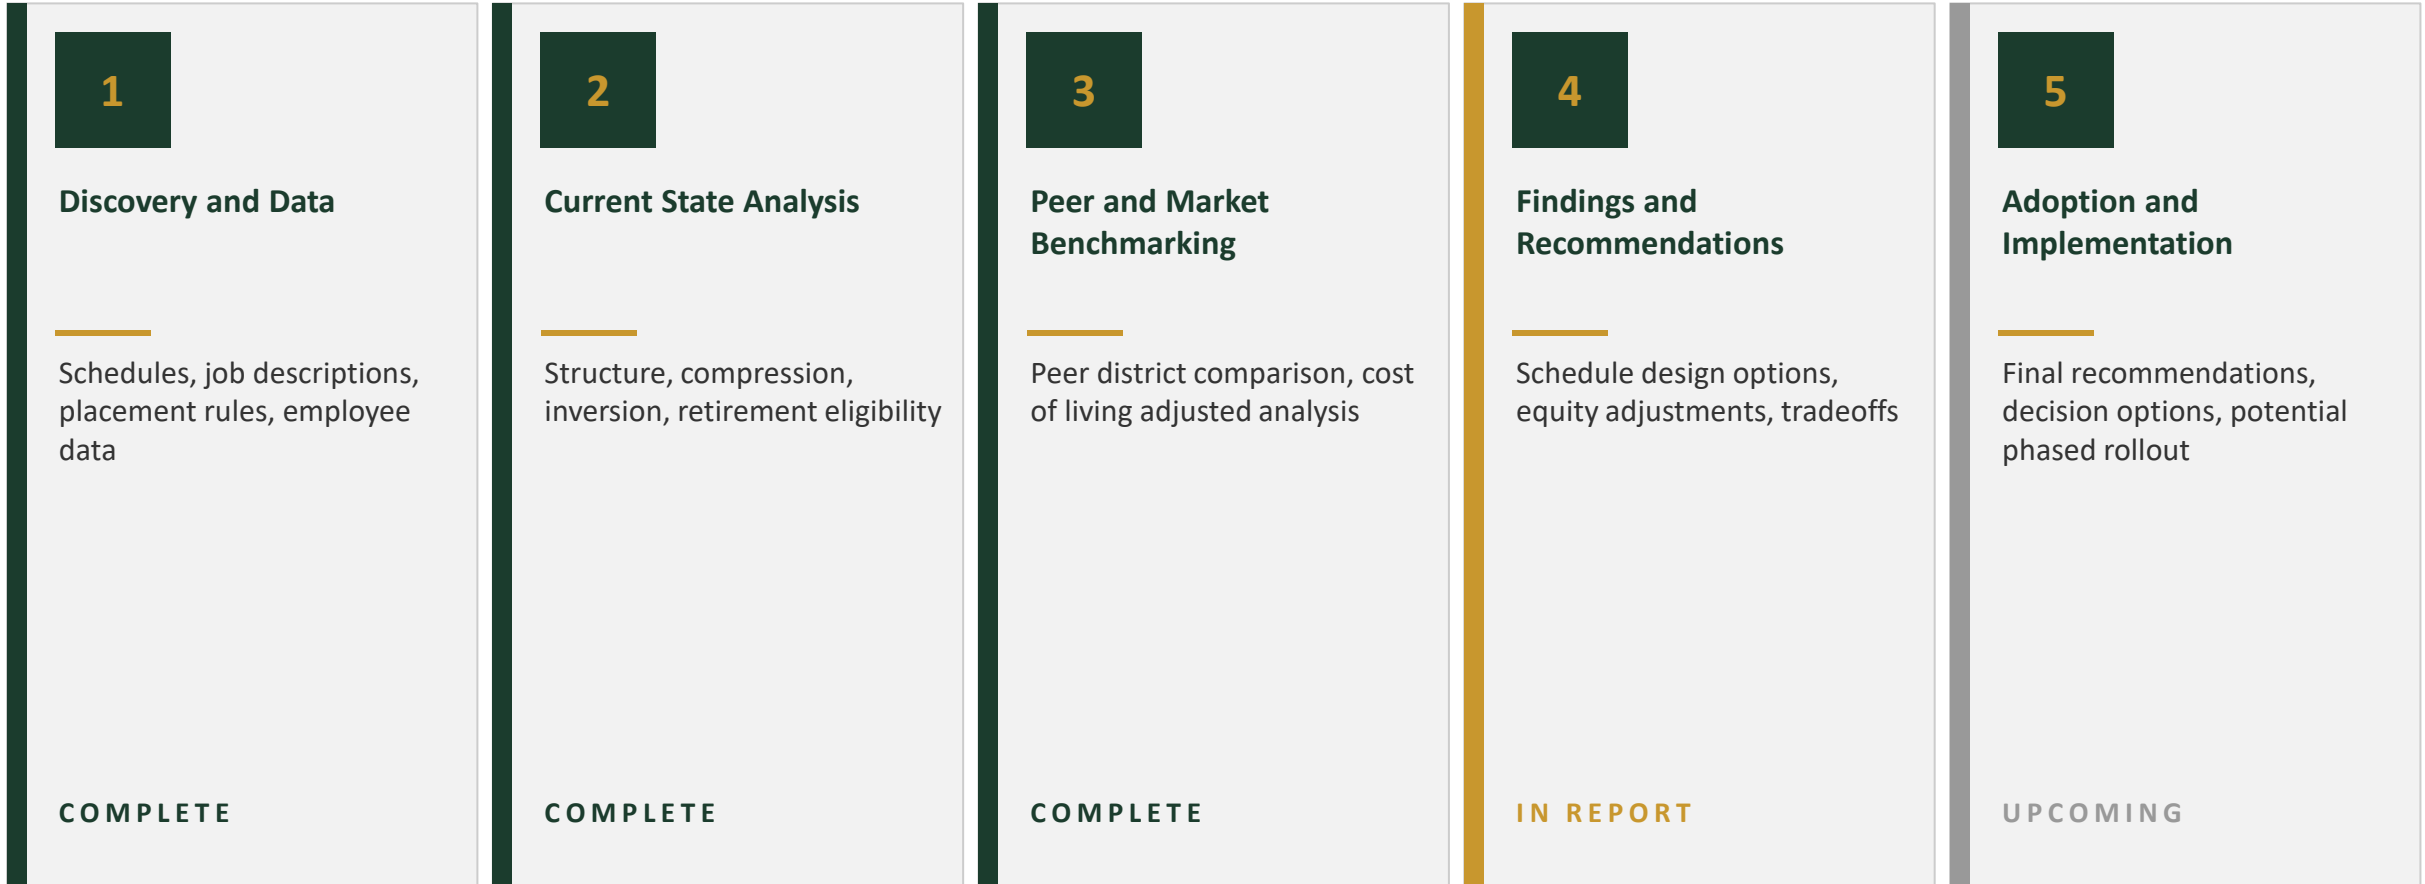 1
Discovery and Data
Schedules, job descriptions,
placement rules, employee
data
COMPLETE
2
Current State Analysis
Structure, compression,
inversion, retirement eligibility
COMPLETE
3
Peer and Market
Benchmarking
Peer district comparison, cost
of living adjusted analysis
COMPLETE
4
Findings and
Recommendations
Schedule design options,
equity adjustments, tradeoffs
IN REPORT
5
Adoption and
Implementation
Final recommendations,
decision options, potential
phased rollout
UPCOMING